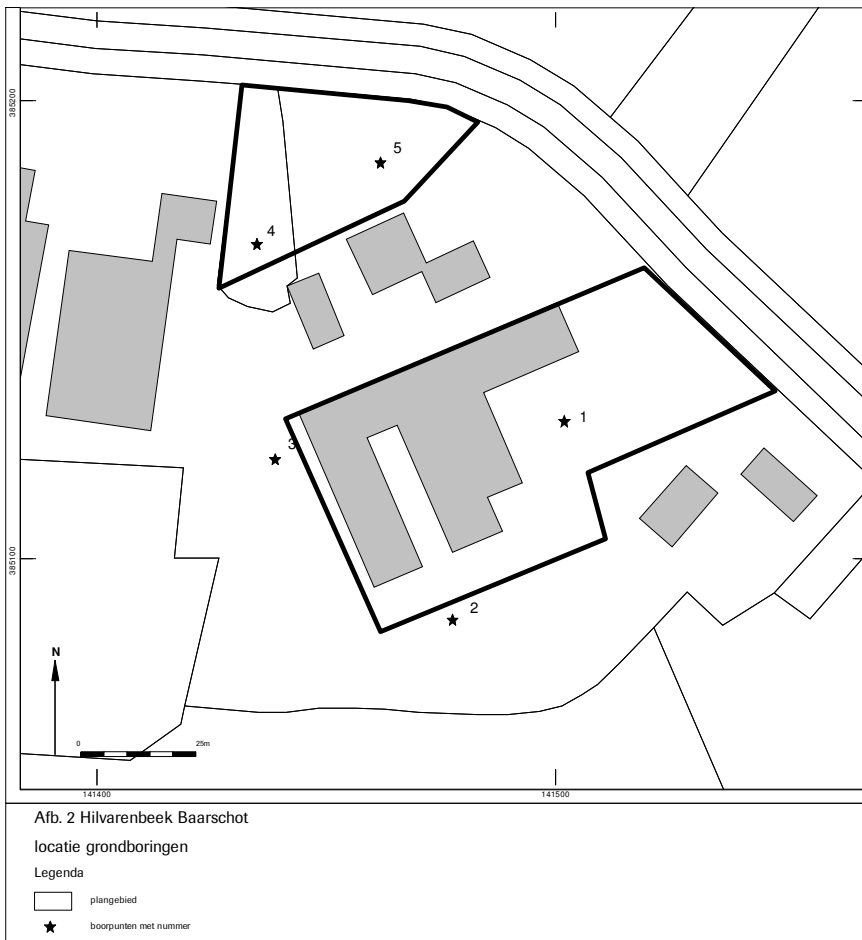 385200
5
4
1
3
385100
2
N
0 25m
141400 141500
Afb. 2 Hilvarenbeek Baarschot
locatie grondboringen
Legenda
plangebied
boorpunten met nummer